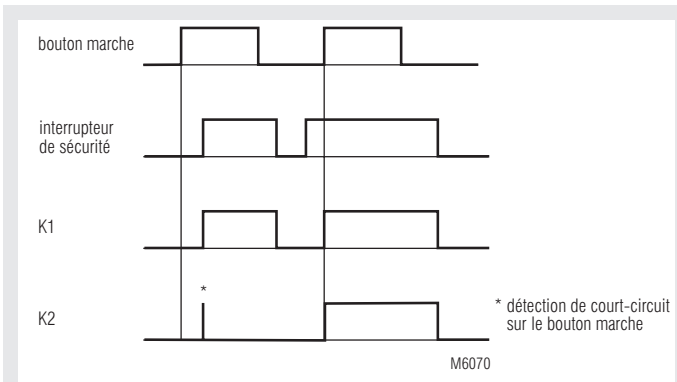 bouton marche
interrupteur
de sécurité
K1
*
K2
* détection de court-circuit
sur le bouton marche
M6070